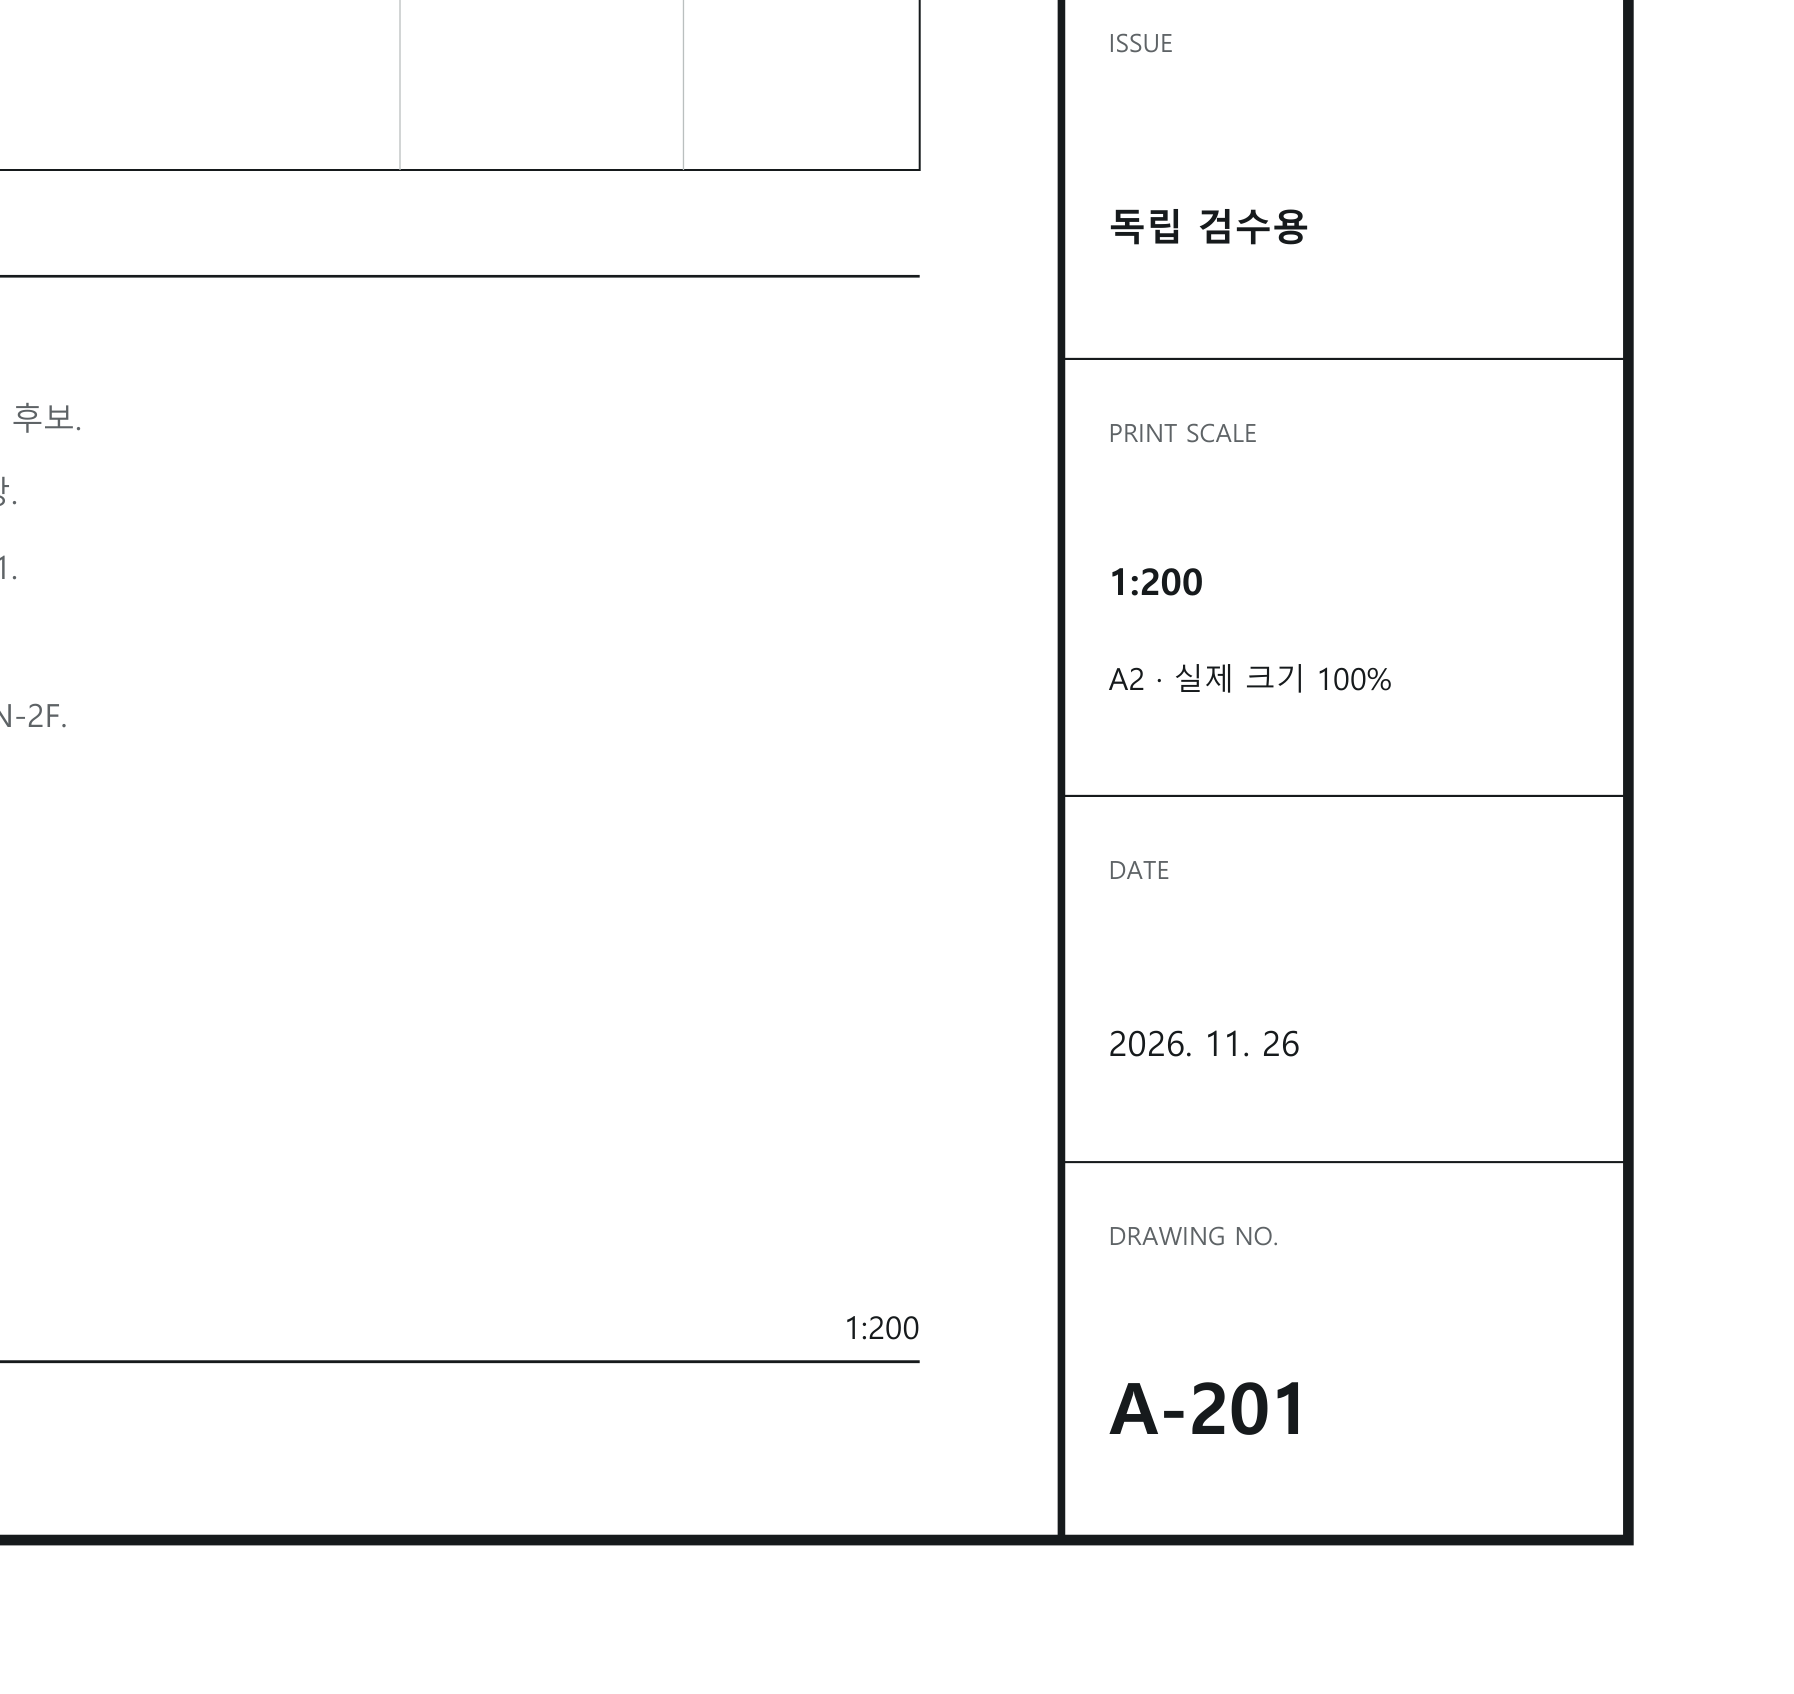 후보.
1.
N-2F.
1:200
ISSUE
독립 검수용
PRINT SCALE
1:200
A2 · 실제 크기 100%
DATE
2026. 11. 26
DRAWING NO.
A-201